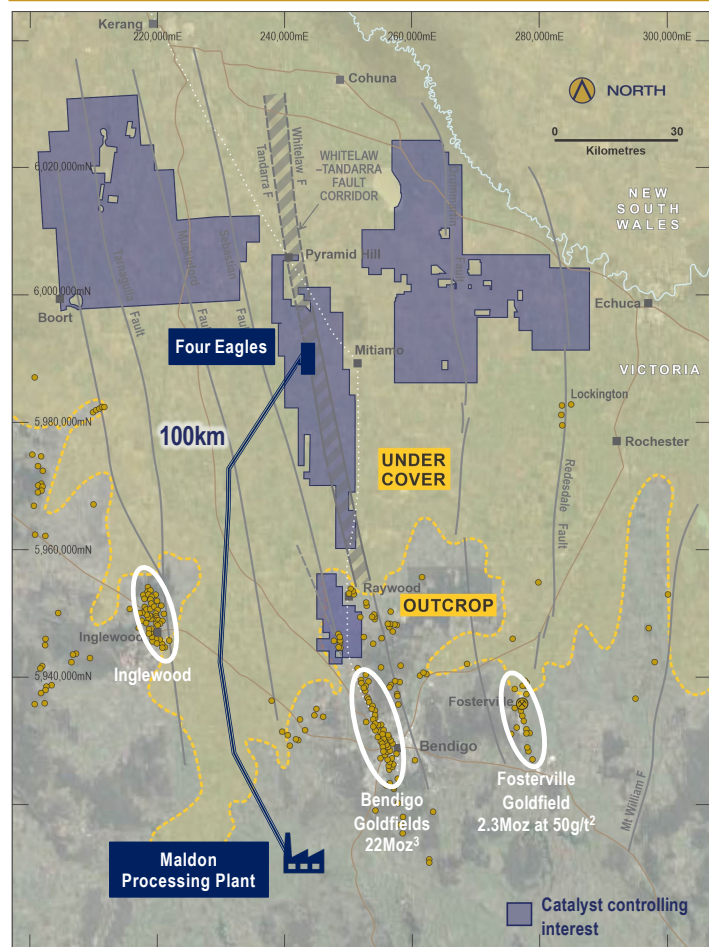 Kerang
220,000mE
240,000mE
260,000mE
280,000mE
300,000mE
Cohuna
NORTH
0 30
Kilometres
Whitelaw F
Tandarra F
WHITELAW
–TANDARRA
FAULT
CORRIDOR
6,020,000mN
NEW
SOUTH
WALES
Pyramid Hill
Sebastian
Fault
Fault
Tarnagulla
Fault
Fault
6,000,000mN
Boort
Echuca
Four Eagles
Mitiamo
VICTORIA
Lockington
5,980,000mN
100km
Rochester
UNDER
COVER
Redesdale Fault
5,960,000mN
Raywood
OUTCROP
Inglewood
Inglewood
5,940,000mN
Fosterville
Bendigo
Mt William F
Bendigo
Goldfields
22Moz3
Fosterville
Goldfield
2.3Moz at 50g/t2
Maldon
Processing Plant
Catalyst controlling
interest